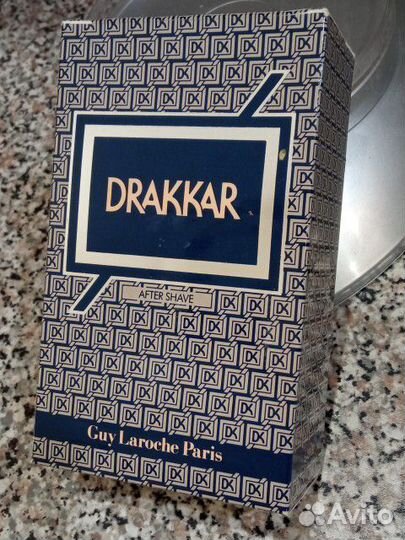 DRAKKAR
AFTER SHAVE
Guy Laroche Paris
Avito